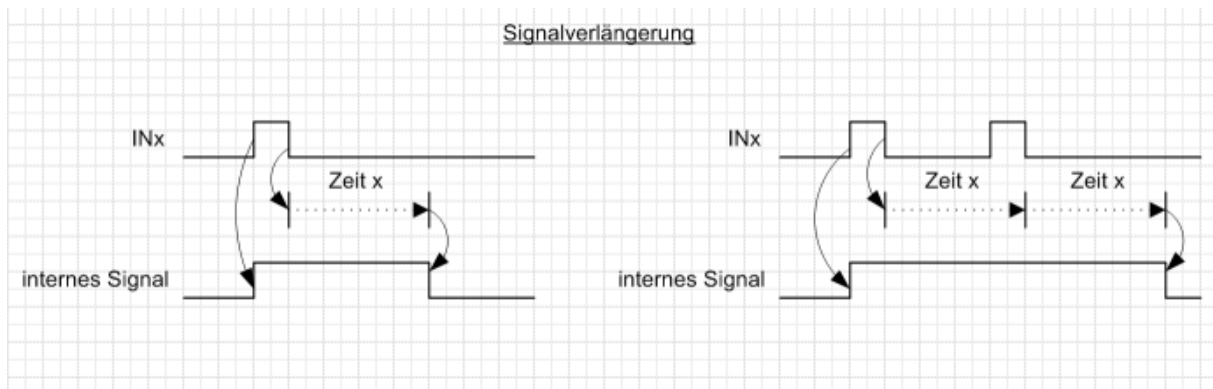 Signalverlängerung
INx
Zeit x
internes Signal
INx
Zeit x
Zeit x
internes Signal